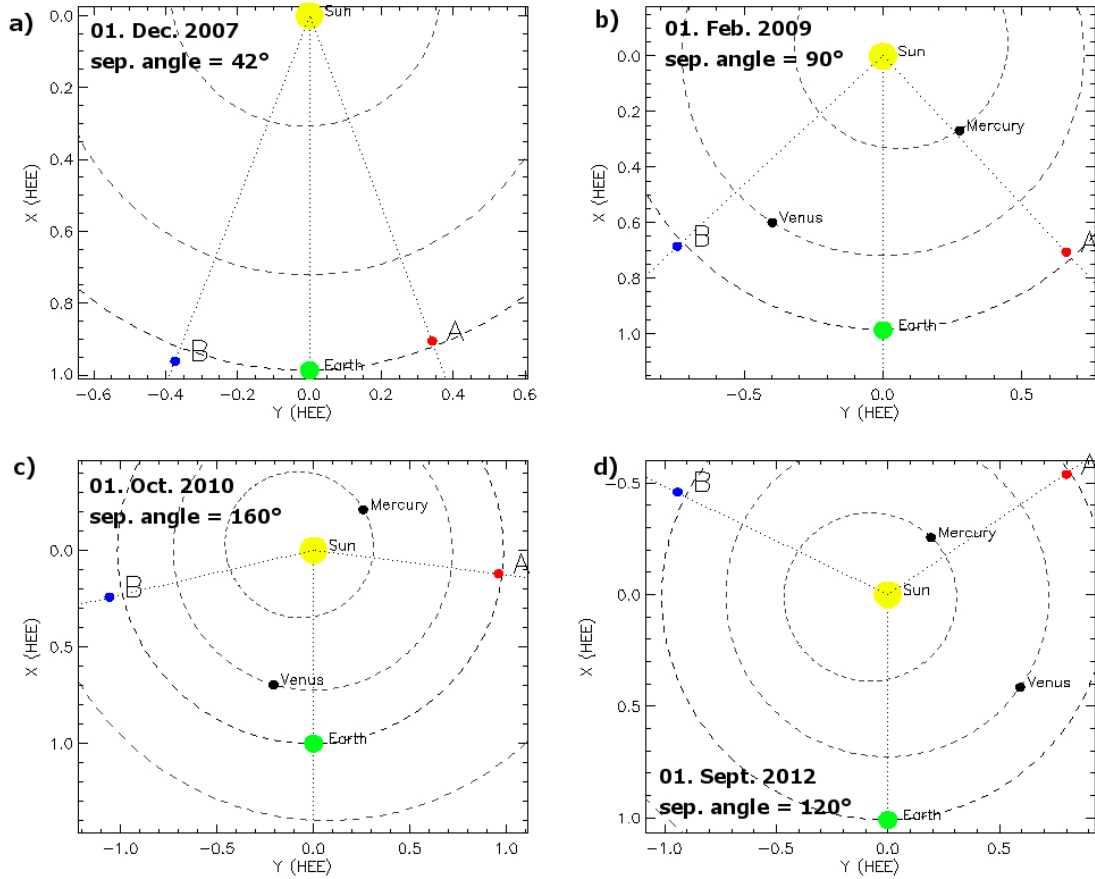 a)
01. Dec. 2007
sep. angle = 42°
Sun
B
A
Earth
X (HEE)
0.0
0.2
0.4
0.6
0.8
1.0
−0.6 −0.4 −0.2 0.0 0.2 0.4 0.6
Y (HEE)
b)
01. Feb. 2009
sep. angle = 90°
Sun
Mercury
Venus
B
A
Earth
X (HEE)
0.0
0.2
0.4
0.6
0.8
1.0
−0.5 0.0 0.5
Y (HEE)
c)
01. Oct. 2010
sep. angle = 160°
Mercury
Sun
B
A
Venus
Earth
X (HEE)
0.0
0.5
1.0
−1.0 −0.5 0.0 0.5 1.0
Y (HEE)
d)
B
A
Mercury
Sun
Venus
01. Sept. 2012
sep. angle = 120°
Earth
X (HEE)
−0.5
0.0
0.5
1.0
−0.5 0.0 0.5
Y (HEE)